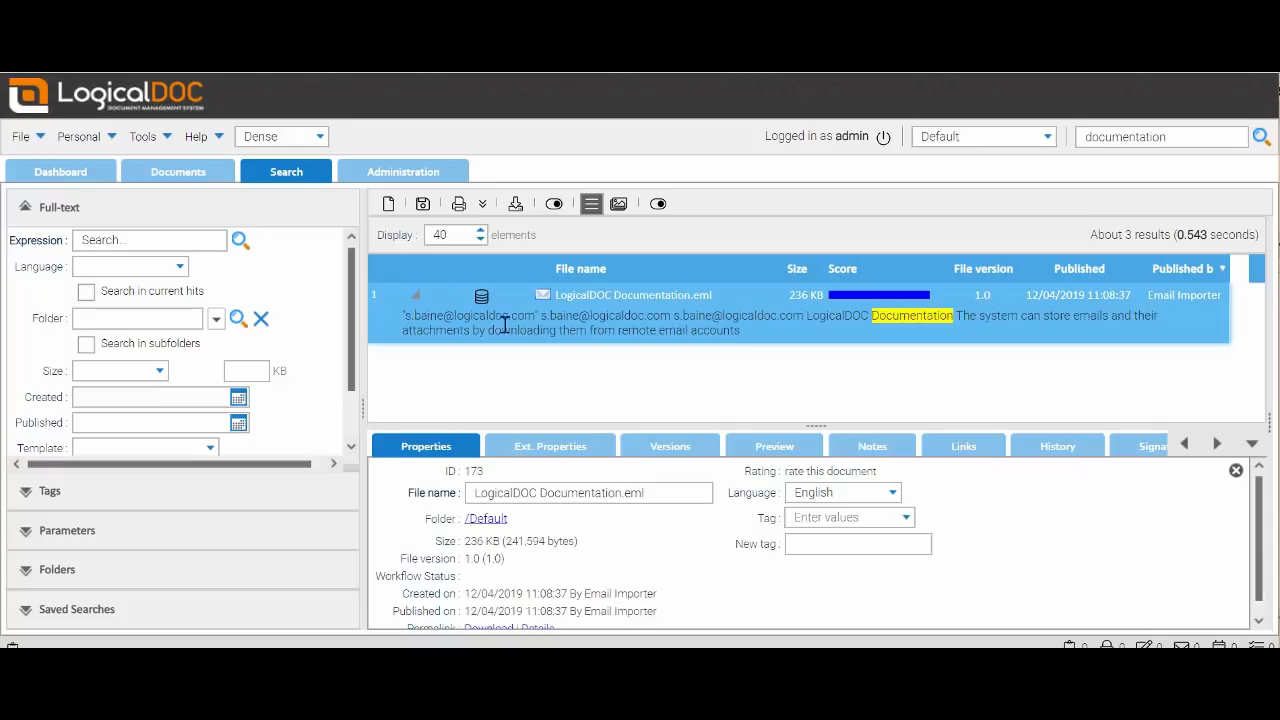 LogicalDOC
DOCUMENT MANAGEMENT SYSTEM
File Personal Tools Help Dense Logged in as admin Default documentation
Dashboard Documents Search Administration
Full-text
Expression : Search...
Language :
Search in current hits
Folder :
Search in subfolders
Size : KB
Created :
Published :
Template :
Tags
Parameters
Folders
Saved Searches
Display : 40 elements About 3 results (0.543 seconds)
File name Size Score File version Published Published b
1 LogicalDOC Documentation.eml 236 KB 1.0 12/04/2019 11:08:37 Email Importer
"s.baine@logicaldoc.com" s.baine@logicaldoc.com s.baine@logicaldoc.com LogicalDOC Documentation The system can store emails and their
attachments by downloading them from remote email accounts
Properties Ext. Properties Versions Preview Notes Links History Signat
ID : 173
File name : LogicalDOC Documentation.eml
Folder : /Default
Size : 236 KB (241,594 bytes)
File version : 1.0 (1.0)
Workflow Status :
Created on : 12/04/2019 11:08:37 By Email Importer
Published on : 12/04/2019 11:08:37 By Email Importer
Permalink : Download | Details
Rating : rate this document
Language : English
Tag : Enter values
New tag :